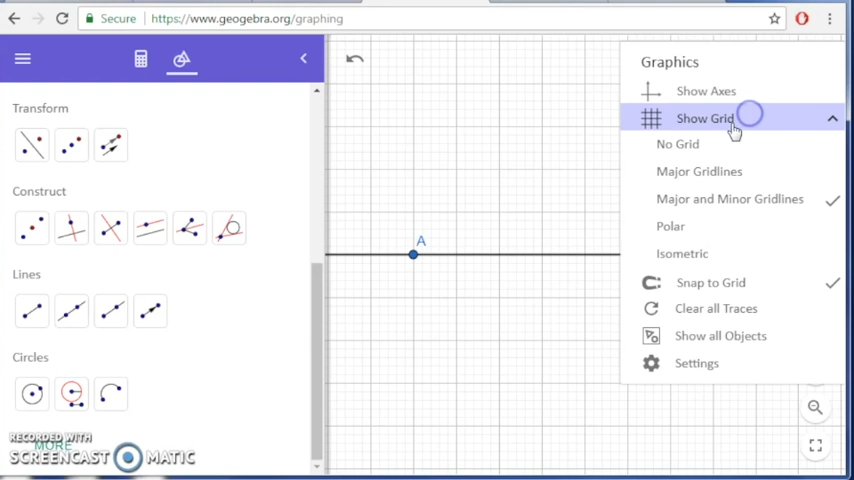 Secure
https://www.geogebra.org/graphing
Transform
Construct
Lines
Circles
MORE
RECORDED WITH
SCREENCAST MATIC
A
Graphics
Show Axes
Show Grid
No Grid
Major Gridlines
Major and Minor Gridlines
Polar
Isometric
Snap to Grid
Clear all Traces
Show all Objects
Settings